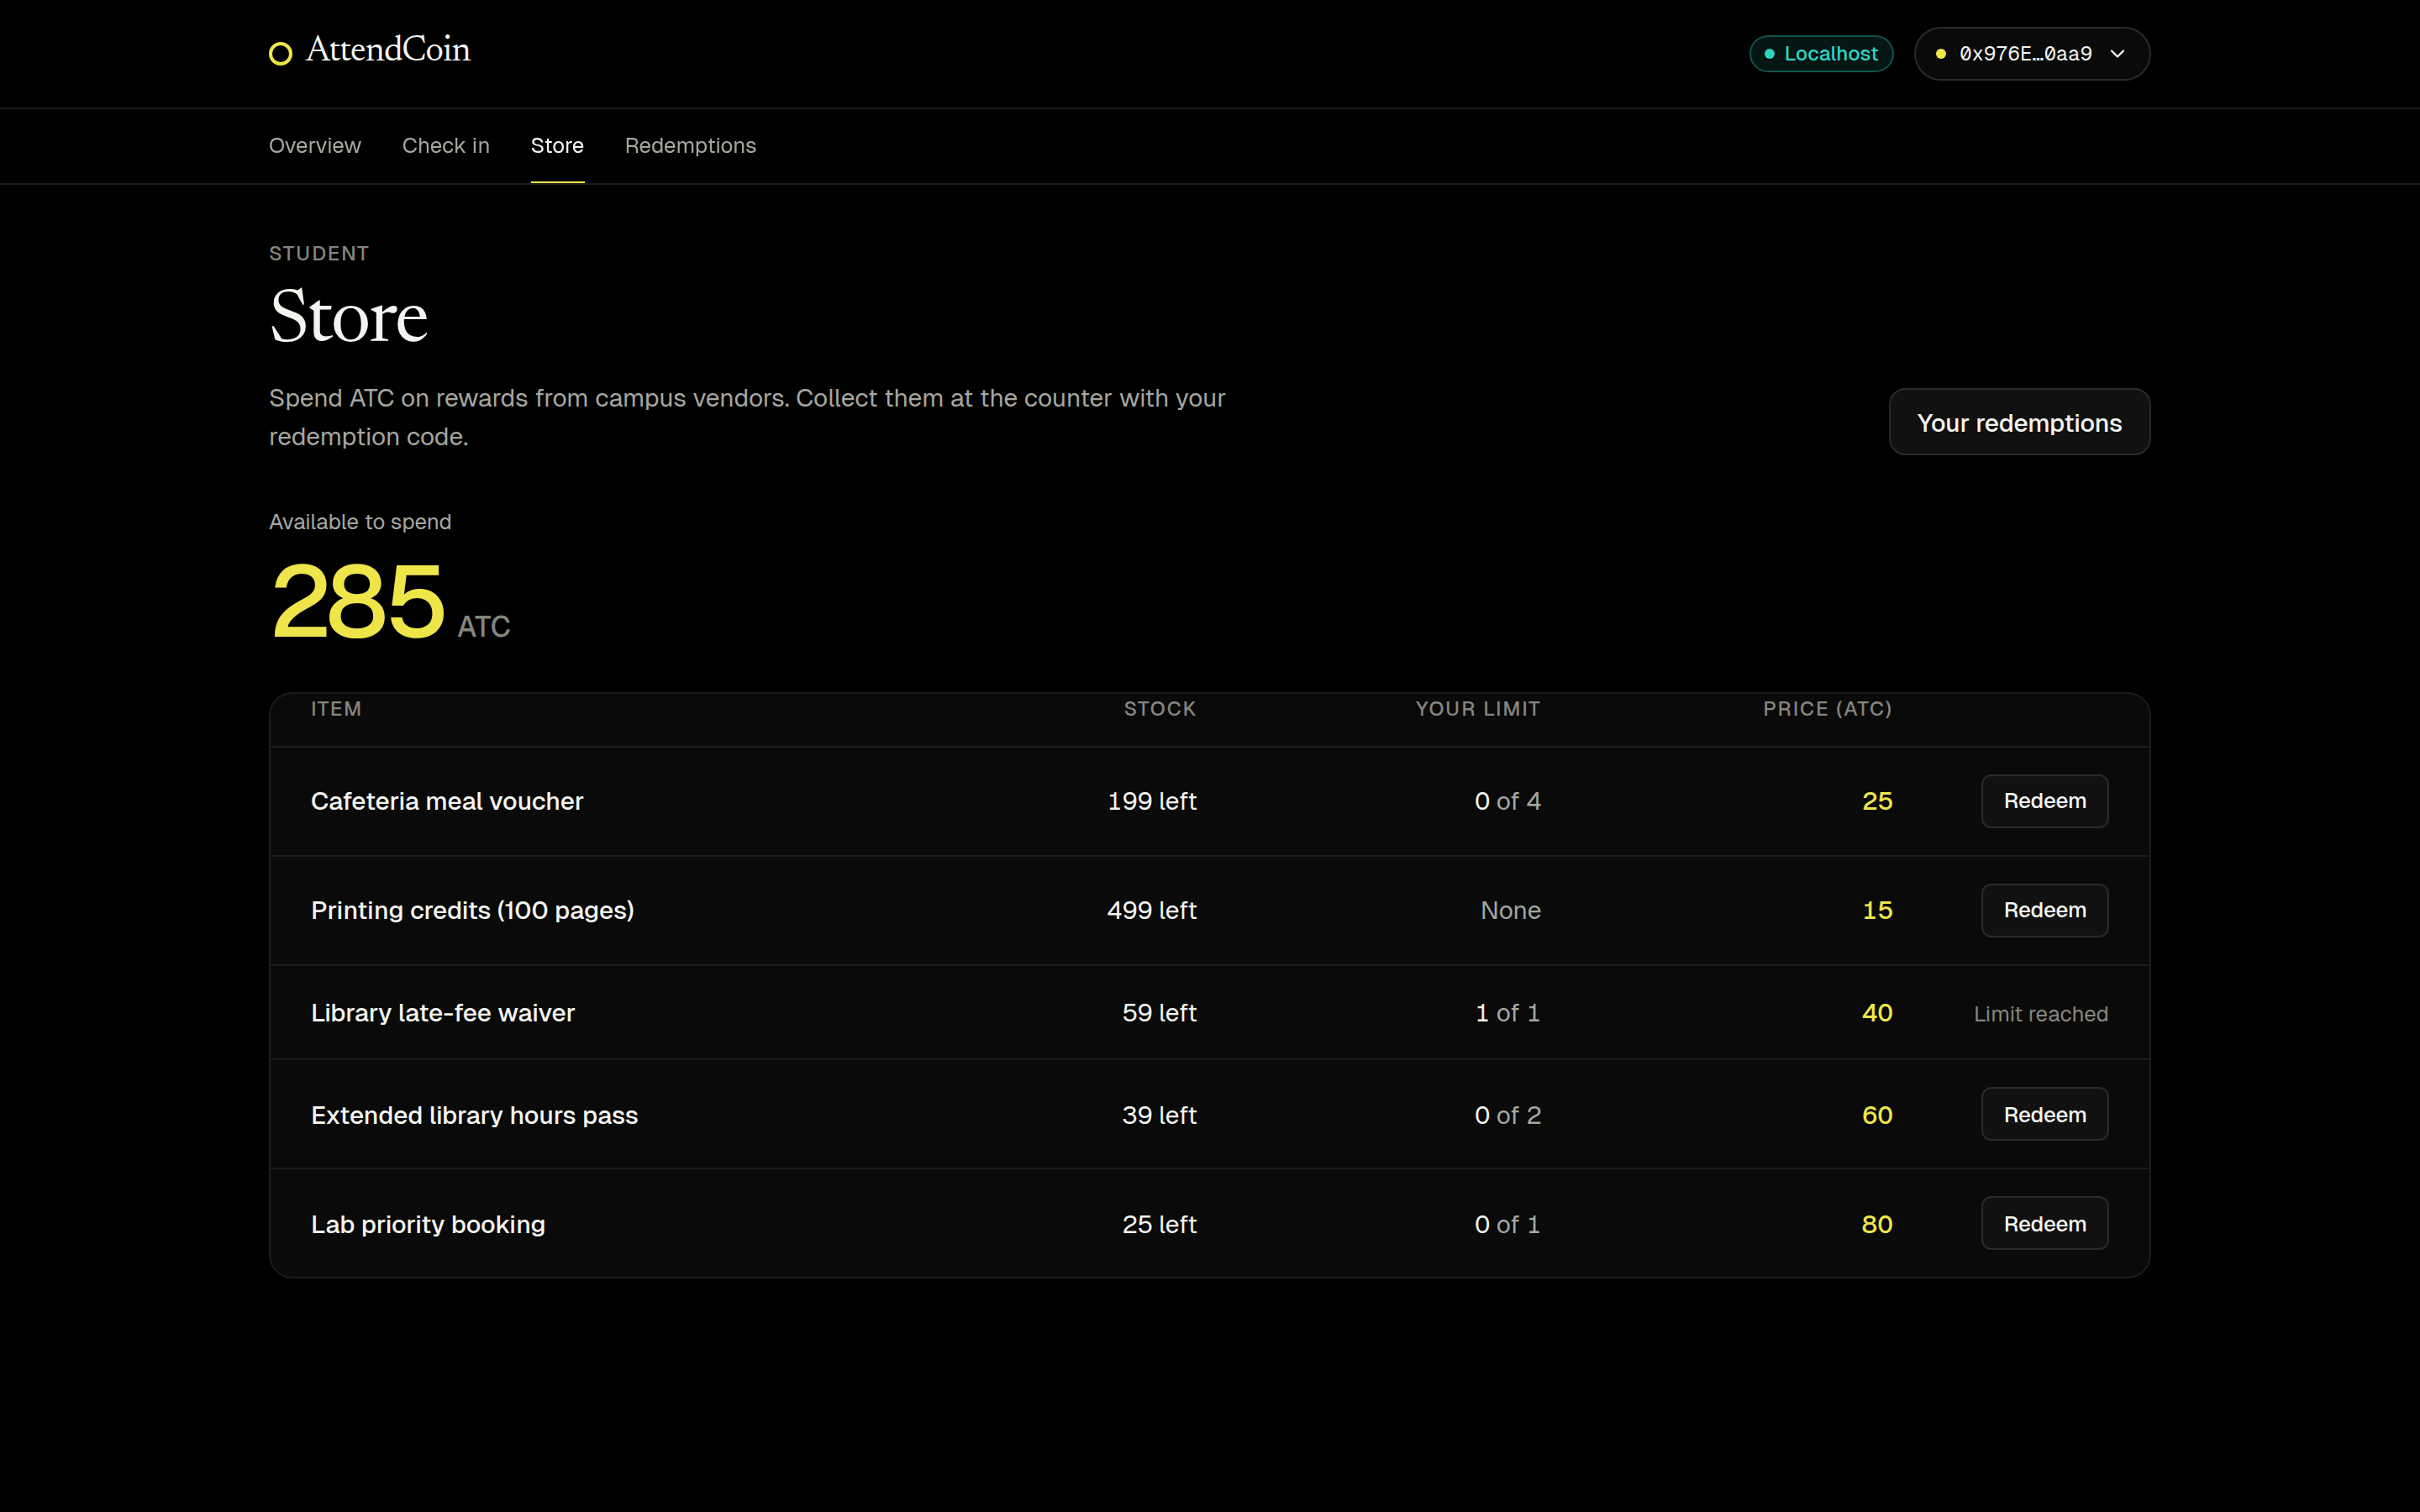 AttendCoin
Localhost
0x976E…0aa9
Overview Check in Store Redemptions
STUDENT
Store
Spend ATC on rewards from campus vendors. Collect them at the counter with your
redemption code.
Your redemptions
Available to spend
285 ATC
ITEM STOCK YOUR LIMIT PRICE (ATC)
Cafeteria meal voucher 199 left 0 of 4 25 Redeem
Printing credits (100 pages) 499 left None 15 Redeem
Library late-fee waiver 59 left 1 of 1 40 Limit reached
Extended library hours pass 39 left 0 of 2 60 Redeem
Lab priority booking 25 left 0 of 1 80 Redeem